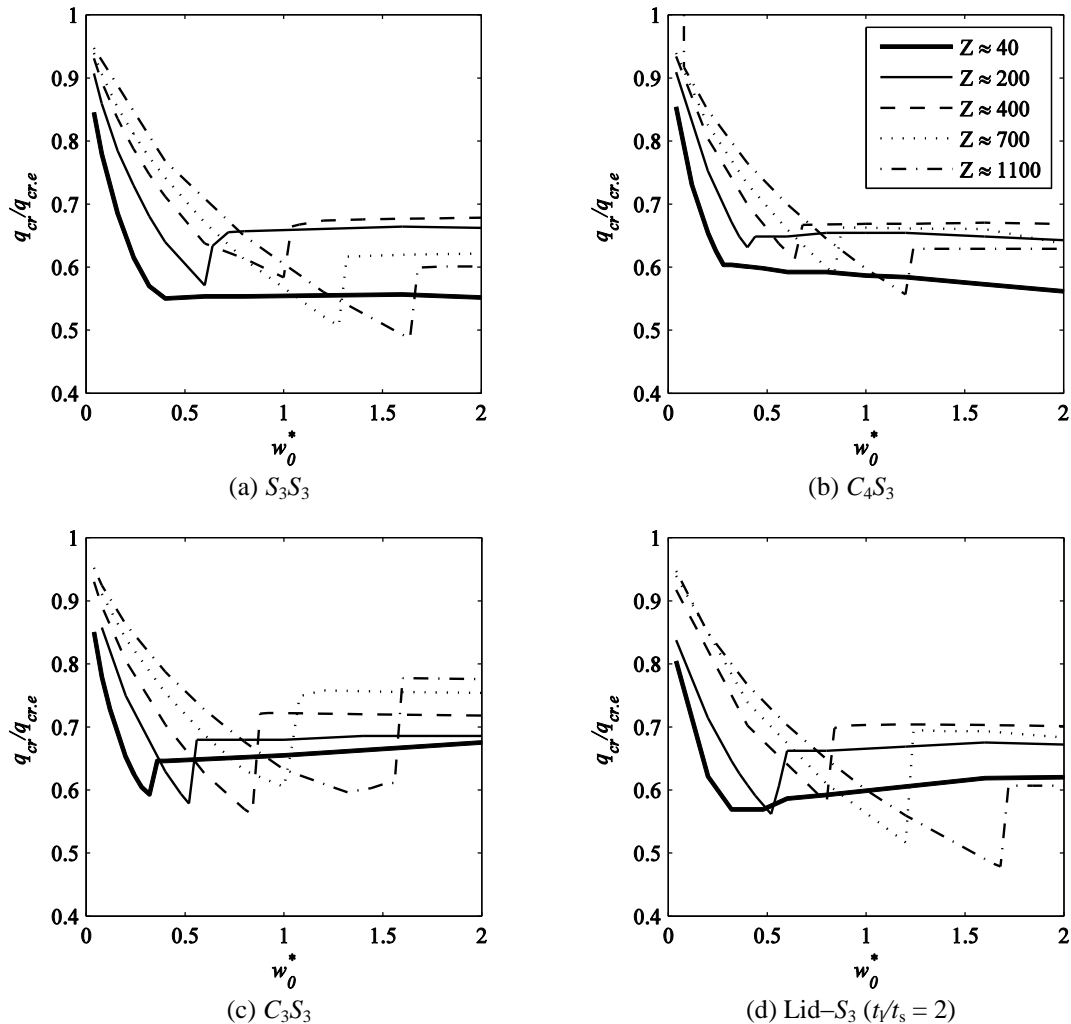 1
0.9
0.8
0.7
0.6
0.5
0.4
q_cr/q_cr.e
0 0.5 1 1.5 2
w_0^*
(a) S₃S₃
1
0.9
0.8
0.7
0.6
0.5
0.4
q_cr/q_cr.e
Z ≈ 40
Z ≈ 200
Z ≈ 400
Z ≈ 700
Z ≈ 1100
0 0.5 1 1.5 2
w_0^*
(b) C₄S₃
1
0.9
0.8
0.7
0.6
0.5
0.4
q_cr/q_cr.e
0 0.5 1 1.5 2
w_0^*
(c) C₃S₃
1
0.9
0.8
0.7
0.6
0.5
0.4
q_cr/q_cr.e
0 0.5 1 1.5 2
w_0^*
(d) Lid–S₃ (t_l/t_s = 2)